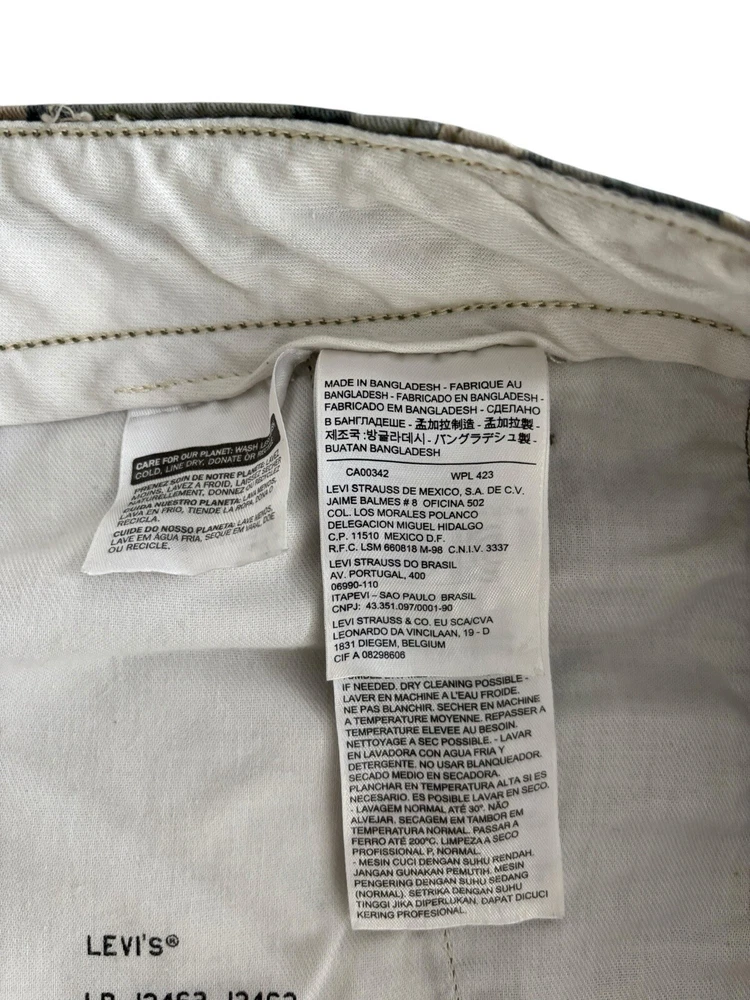 CARE FOR OUR PLANET: WASH LESS,
COLD, LINE DRY, DONATE OR
PRENEZ SOIN DE NOTRE PLANETE: LAVEZ
MOINS, LAVEZ A FROID, LAISSEZ SECHER
NATURELLEMENT, DONNEZ OU RECYCLEZ.
CUIDA NUESTRO PLANETA: LAVA MENOS,
LAVA EN FRIO, TIENDE LA ROPA, DONA O
RECICLA.
CUIDE DO NOSSO PLANETA: LAVE MENOS,
LAVE EM ÁGUA FRIA, SEQUE EM VARAL, DOE
OU RECICLE.
MADE IN BANGLADESH - FABRIQUE AU
BANGLADESH - FABRICADO EN BANGLADESH -
FABRICADO EM BANGLADESH - СДЕЛАНО
В БАНГЛАДЕШЕ - 孟加拉制造 - 孟加拉製 -
제조국 :방글라데시 - バングラデシュ製 -
BUATAN BANGLADESH
CA00342 WPL 423
LEVI STRAUSS DE MEXICO, S.A. DE C.V.
JAIME BALMES # 8 OFICINA 502
COL. LOS MORALES POLANCO
DELEGACION MIGUEL HIDALGO
C.P. 11510 MEXICO D.F.
R.F.C. LSM 660818 M-98 C.N.I.V. 3337
LEVI STRAUSS DO BRASIL
AV. PORTUGAL, 400
06990-110
ITAPEVI – SAO PAULO BRASIL
CNPJ: 43.351.097/0001-90
LEVI STRAUSS & CO. EU SCA/CVA
LEONARDO DA VINCILAAN, 19 - D
1831 DIEGEM, BELGIUM
CIF A 08298606
IF NEEDED. DRY CLEANING POSSIBLE -
LAVER EN MACHINE A L'EAU FROIDE.
NE PAS BLANCHIR. SECHER EN MACHINE
A TEMPERATURE MOYENNE. REPASSER A
TEMPERATURE ELEVEE AU BESOIN.
NETTOYAGE A SEC POSSIBLE. - LAVAR
EN LAVADORA CON AGUA FRIA Y
DETERGENTE. NO USAR BLANQUEADOR.
SECADO MEDIO EN SECADORA.
PLANCHAR EN TEMPERATURA ALTA SI ES
NECESARIO. ES POSIBLE LAVAR EN SECO.
- LAVAGEM NORMAL ATÉ 30°. NÃO
ALVEJAR. SECAGEM EM TAMBOR EM
TEMPERATURA NORMAL. PASSAR A
FERRO ATÉ 200°C. LIMPEZA A SECO
PROFISSIONAL P, NORMAL.
- MESIN CUCI DENGAN SUHU RENDAH.
JANGAN GUNAKAN PEMUTIH. MESIN
PENGERING DENGAN SUHU SEDANG
(NORMAL). SETRIKA DENGAN SUHU
TINGGI JIKA DIPERLUKAN. DAPAT DICUCI
KERING PROFESIONAL.
LEVI'S®